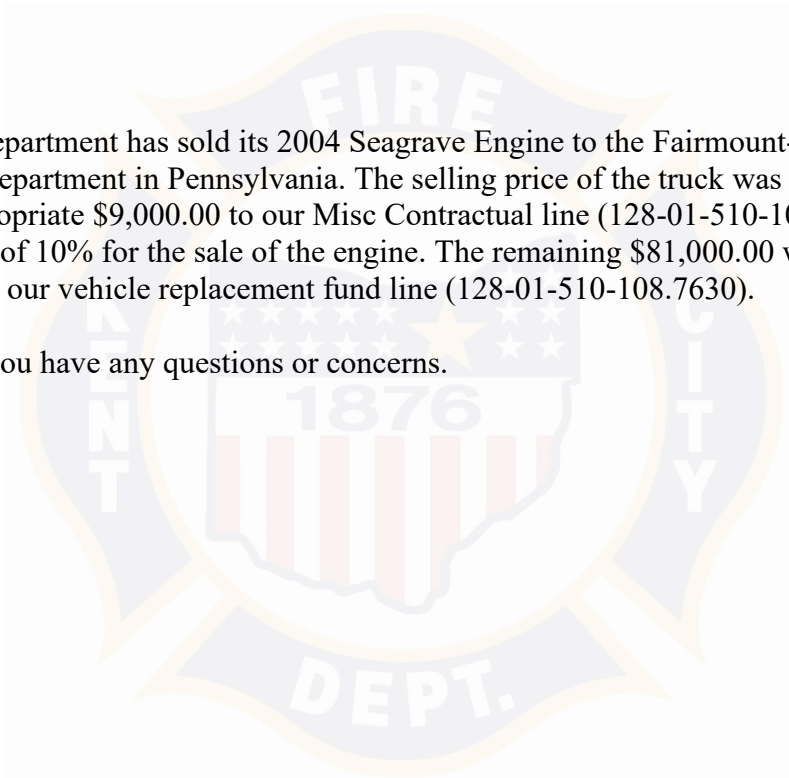 FIRE
epartment has sold its 2004 Seagrave Engine to the Fairmount-
epartment in Pennsylvania. The selling price of the truck was
opriate $9,000.00 to our Misc Contractual line (128-01-510-10
of 10% for the sale of the engine. The remaining $81,000.00 w
our vehicle replacement fund line (128-01-510-108.7630).
ou have any questions or concerns.
KENT
CITY
1876
DEPT.